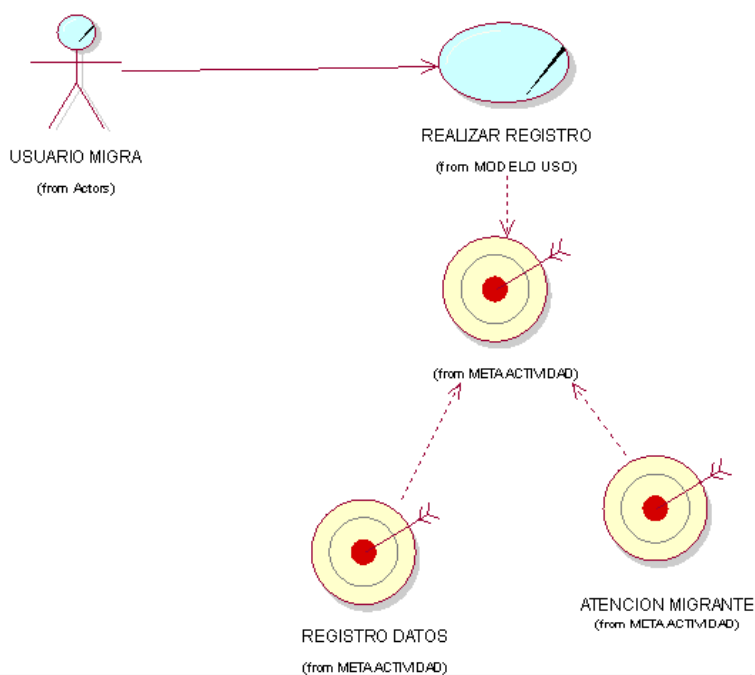 USUARIO MIGRA
(from Actors)
REALIZAR REGISTRO
(from MODELO USO)
(from META ACTIVIDAD)
REGISTRO DATOS
(from META ACTIVIDAD)
ATENCION MIGRANTE
(from META ACTIVIDAD)